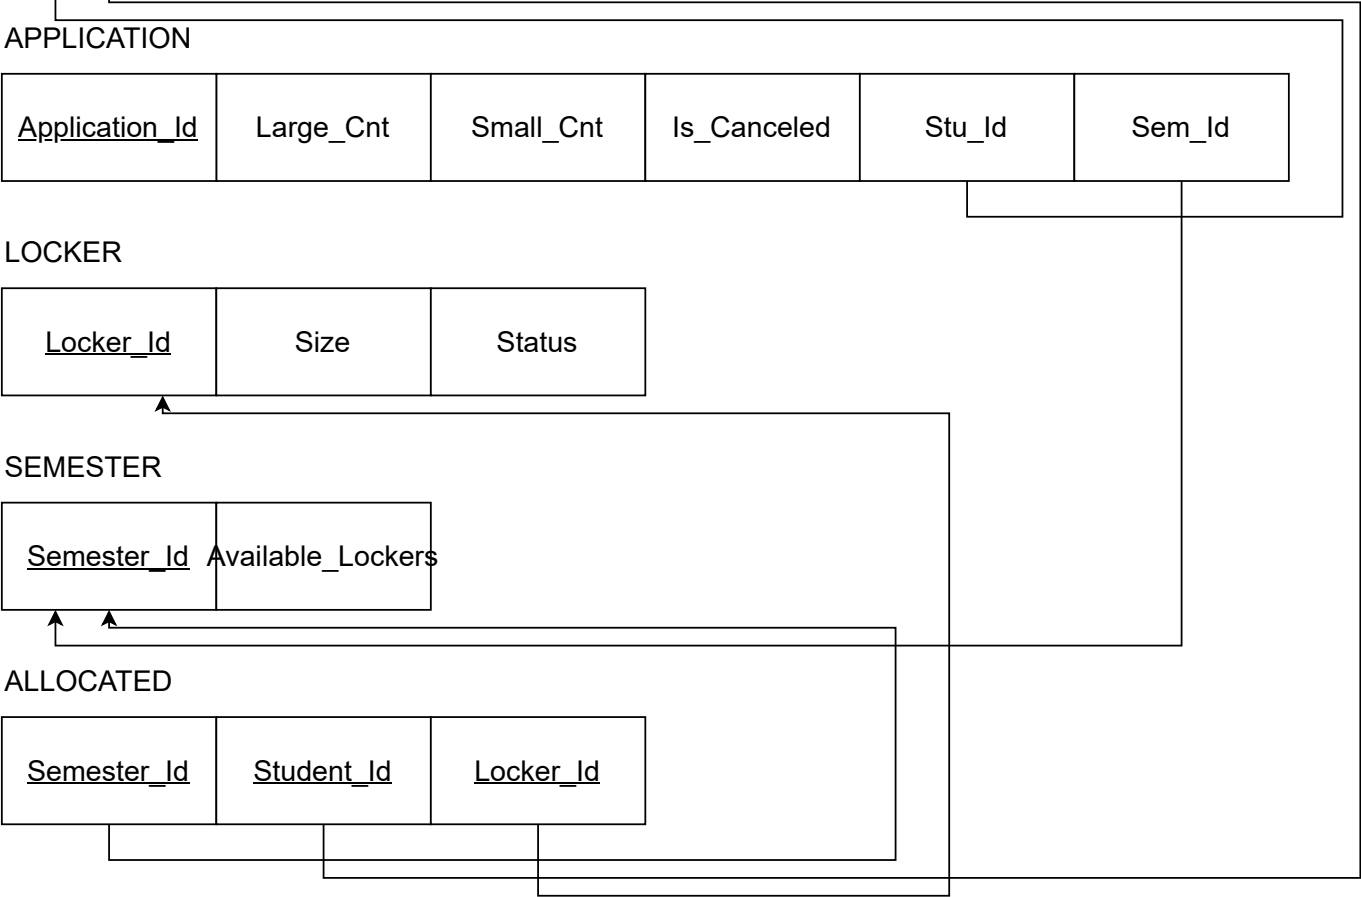 APPLICATION
Application_Id Large_Cnt Small_Cnt Is_Canceled Stu_Id Sem_Id
LOCKER
Locker_Id Size Status
SEMESTER
Semester_Id Available_Lockers
ALLOCATED
Semester_Id Student_Id Locker_Id